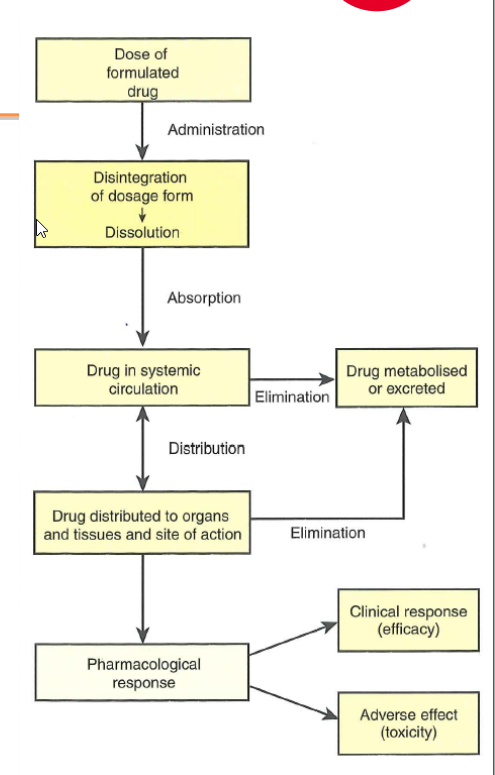 Dose of
formulated
drug
Administration
Disintegration
of dosage form
Dissolution
Absorption
Drug in systemic
circulation
Elimination
Drug metabolised
or excreted
Distribution
Drug distributed to organs
and tissues and site of action
Elimination
Clinical response
(efficacy)
Pharmacological
response
Adverse effect
(toxicity)